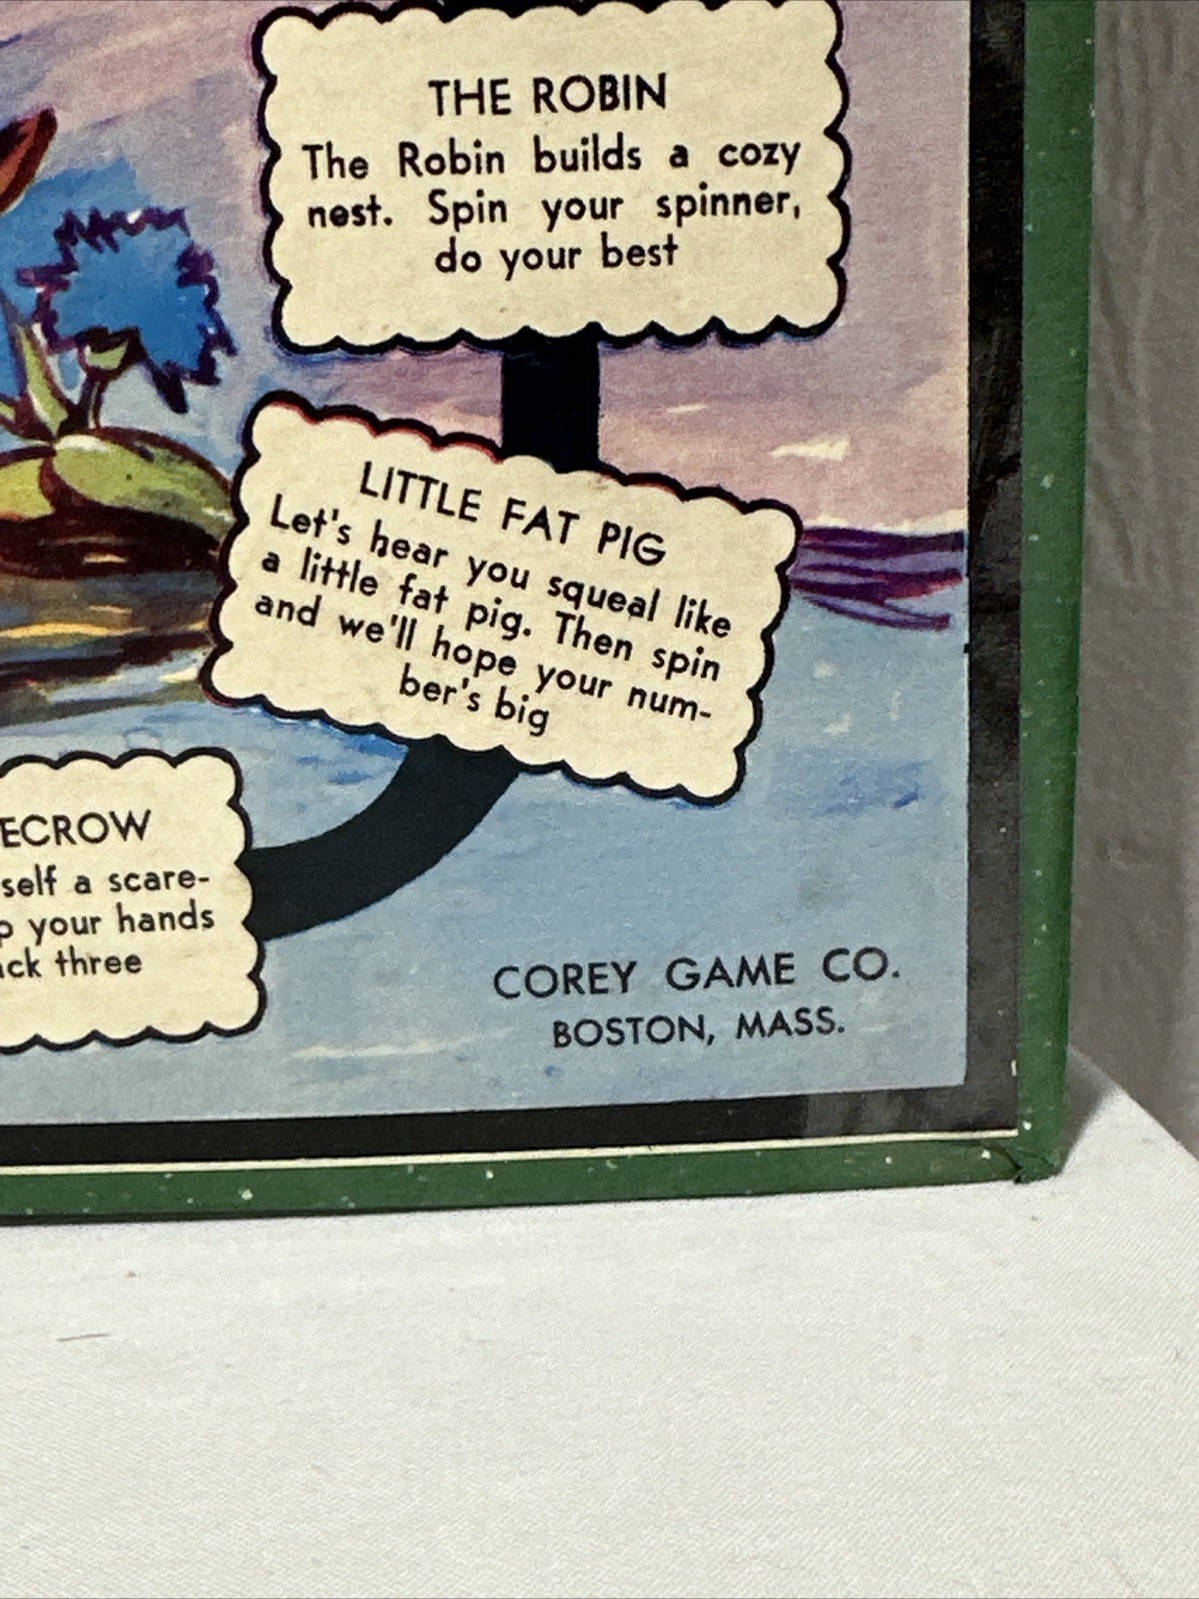 THE ROBIN
The Robin builds a cozy
nest. Spin your spinner,
do your best
LITTLE FAT PIG
Let's hear you squeal like
a little fat pig. Then spin
and we'll hope your num-
ber's big
ECROW
self a scare-
your hands
three
COREY GAME CO.
BOSTON, MASS.